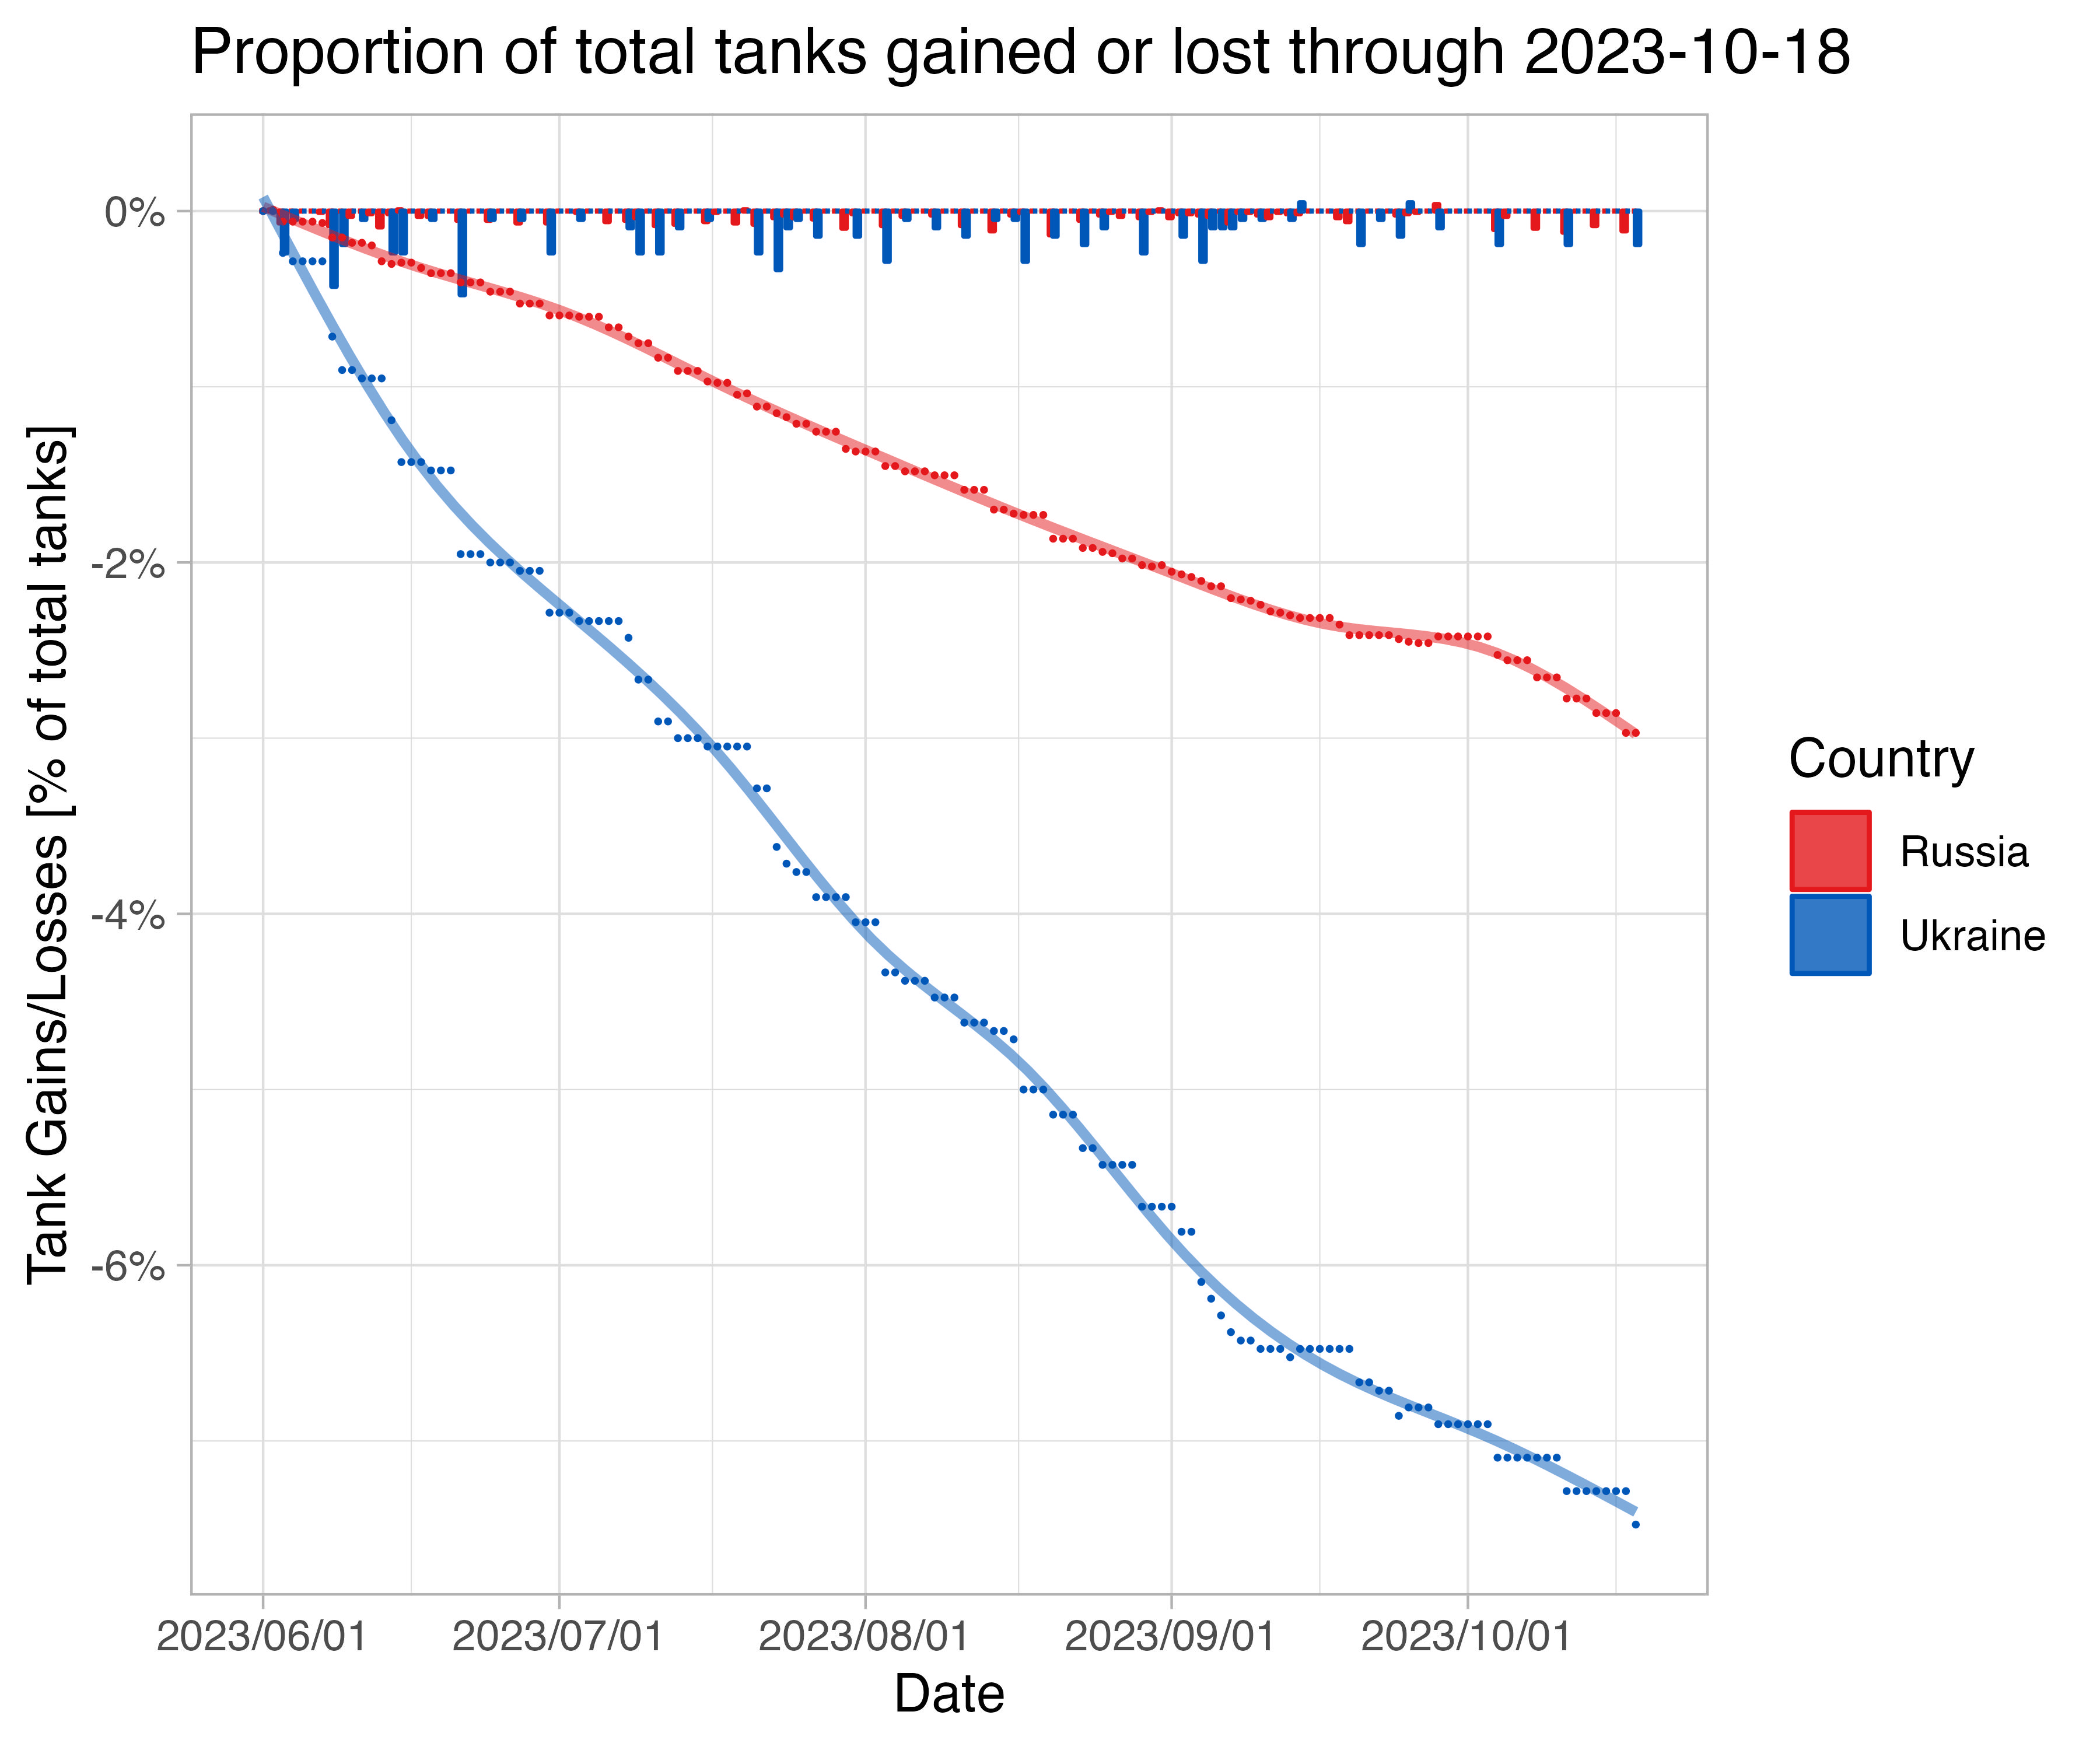 Proportion of total tanks gained or lost through 2023-10-18
Tank Gains/Losses [% of total tanks]
0%
-2%
-4%
-6%
2023/06/01
2023/07/01
2023/08/01
2023/09/01
2023/10/01
Date
Country
Russia
Ukraine